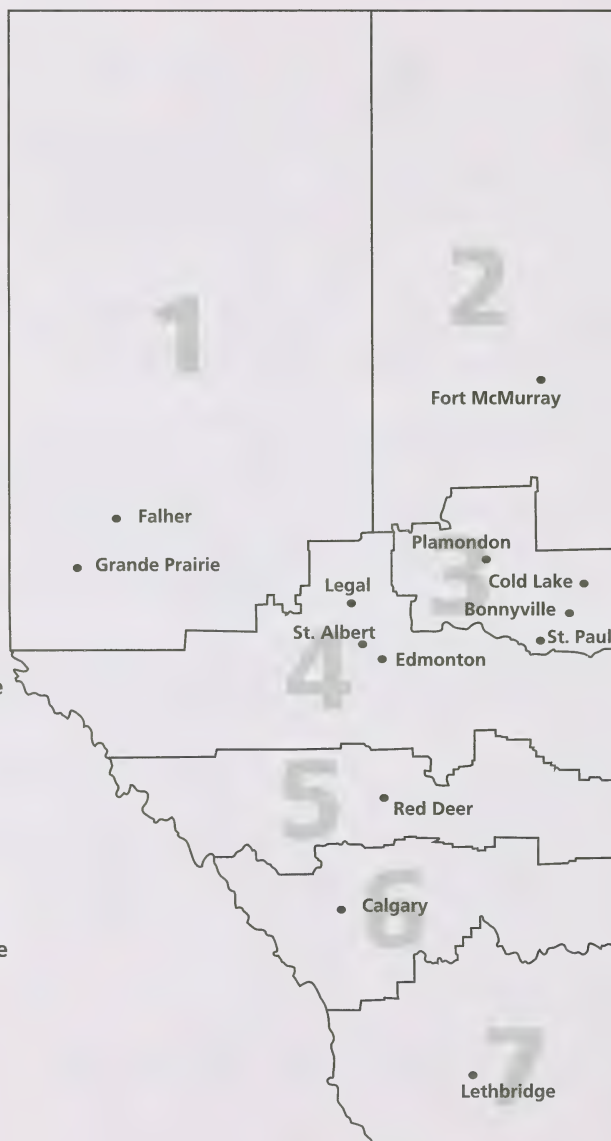 1
2
Fort McMurray
Falher
Grande Prairie
Plamondon
3
Cold Lake
Legal
Bonnyville
St. Albert
St. Paul
4
Edmonton
5
Red Deer
6
Calgary
7
Lethbridge